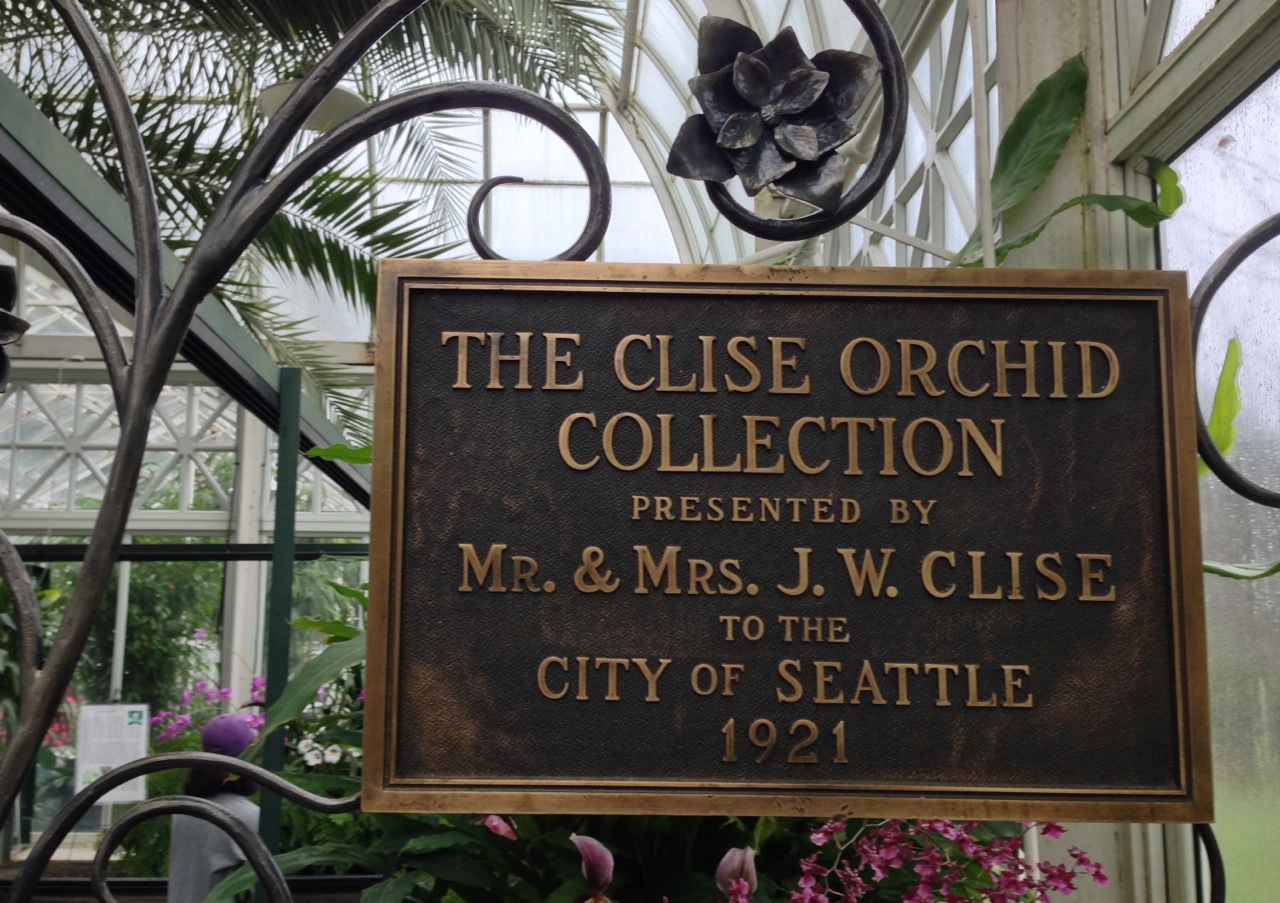 THE CLISE ORCHID
COLLECTION
PRESENTED BY
MR. & MRS. J. W. CLISE
TO THE
CITY OF SEATTLE
1921